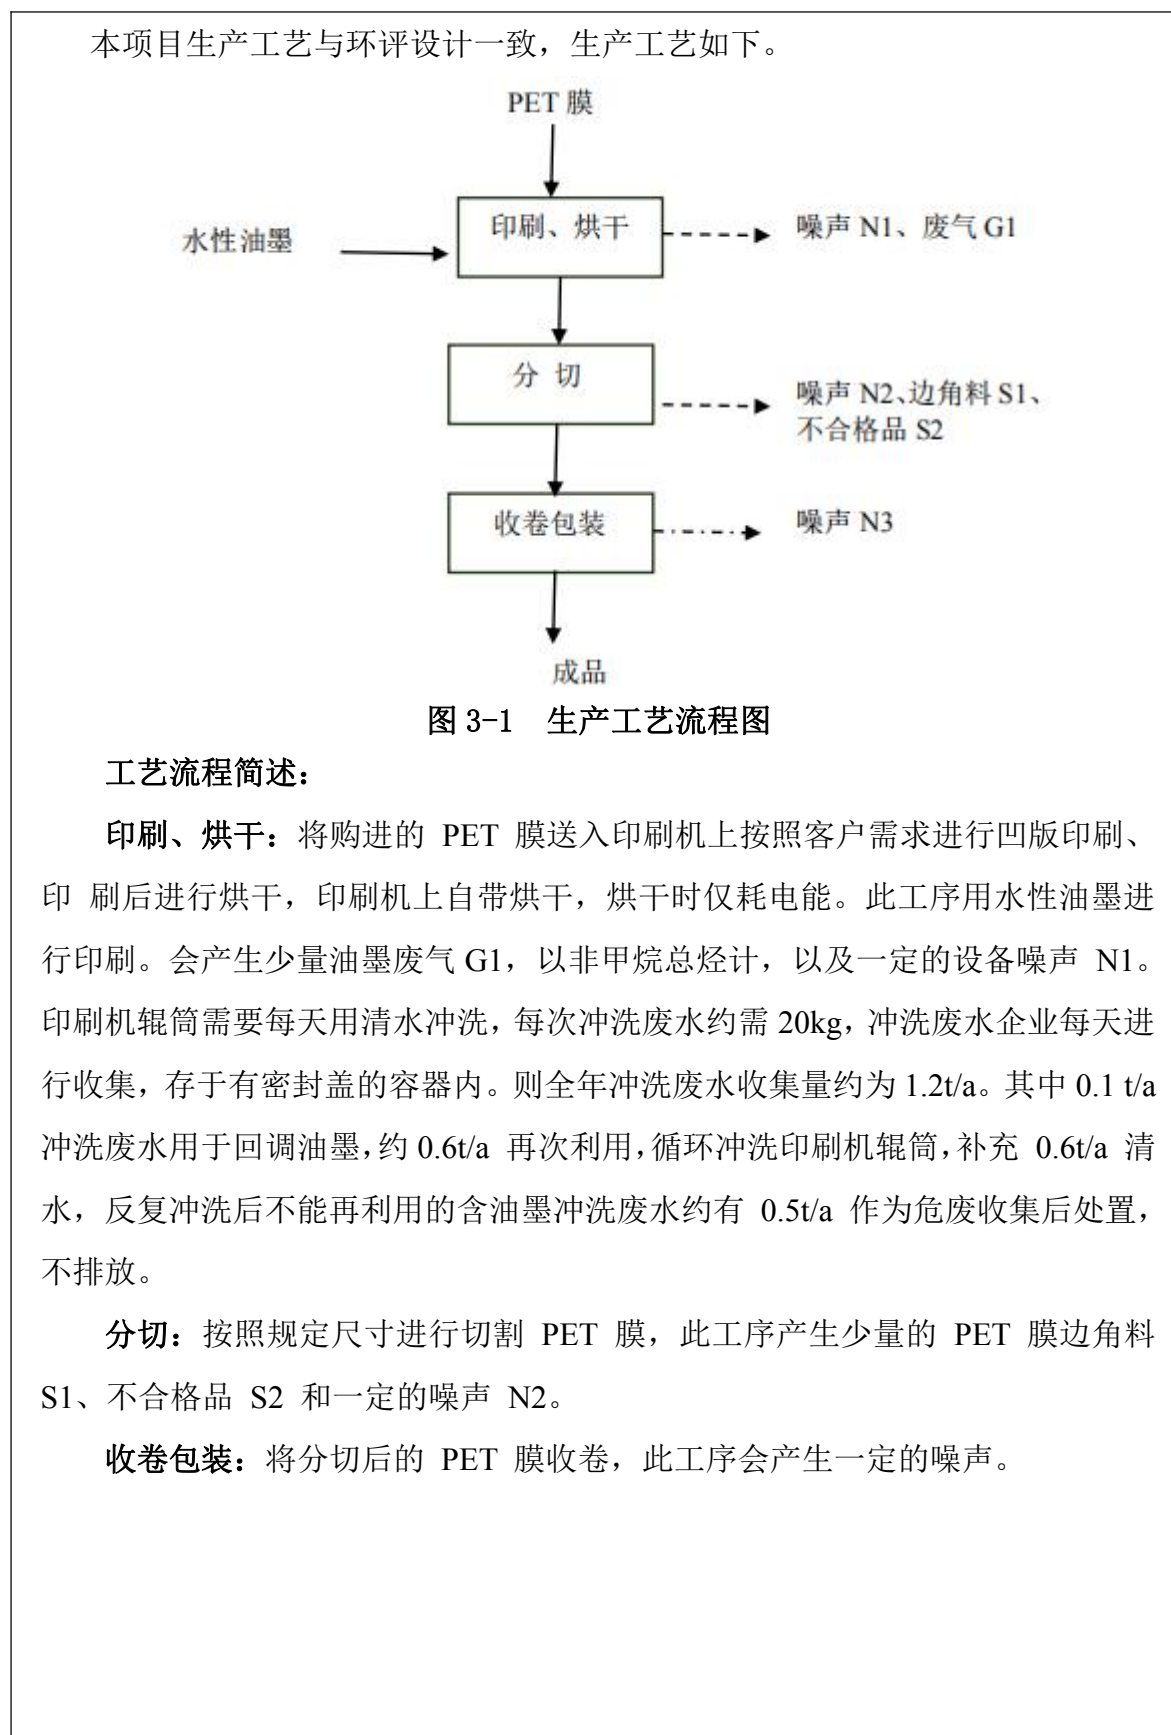 本项目生产工艺与环评设计一致，生产工艺如下。
PET 膜
水性油墨
印刷、烘干
噪声 N1、废气 G1
分 切
噪声 N2、边角料 S1、
不合格品 S2
收卷包装
噪声 N3
成品
图 3-1 生产工艺流程图
工艺流程简述：
印刷、烘干：将购进的 PET 膜送入印刷机上按照客户需求进行凹版印刷、
印 刷后进行烘干，印刷机上自带烘干，烘干时仅耗电能。此工序用水性油墨进
行印刷。会产生少量油墨废气 G1，以非甲烷总烃计，以及一定的设备噪声 N1。
印刷机辊筒需要每天用清水冲洗，每次冲洗废水约需 20kg，冲洗废水企业每天进
行收集，存于有密封盖的容器内。则全年冲洗废水收集量约为 1.2t/a。其中 0.1 t/a
冲洗废水用于回调油墨，约 0.6t/a 再次利用，循环冲洗印刷机辊筒，补充 0.6t/a 清
水，反复冲洗后不能再利用的含油墨冲洗废水约有 0.5t/a 作为危废收集后处置，
不排放。
分切：按照规定尺寸进行切割 PET 膜，此工序产生少量的 PET 膜边角料
S1、不合格品 S2 和一定的噪声 N2。
收卷包装：将分切后的 PET 膜收卷，此工序会产生一定的噪声。